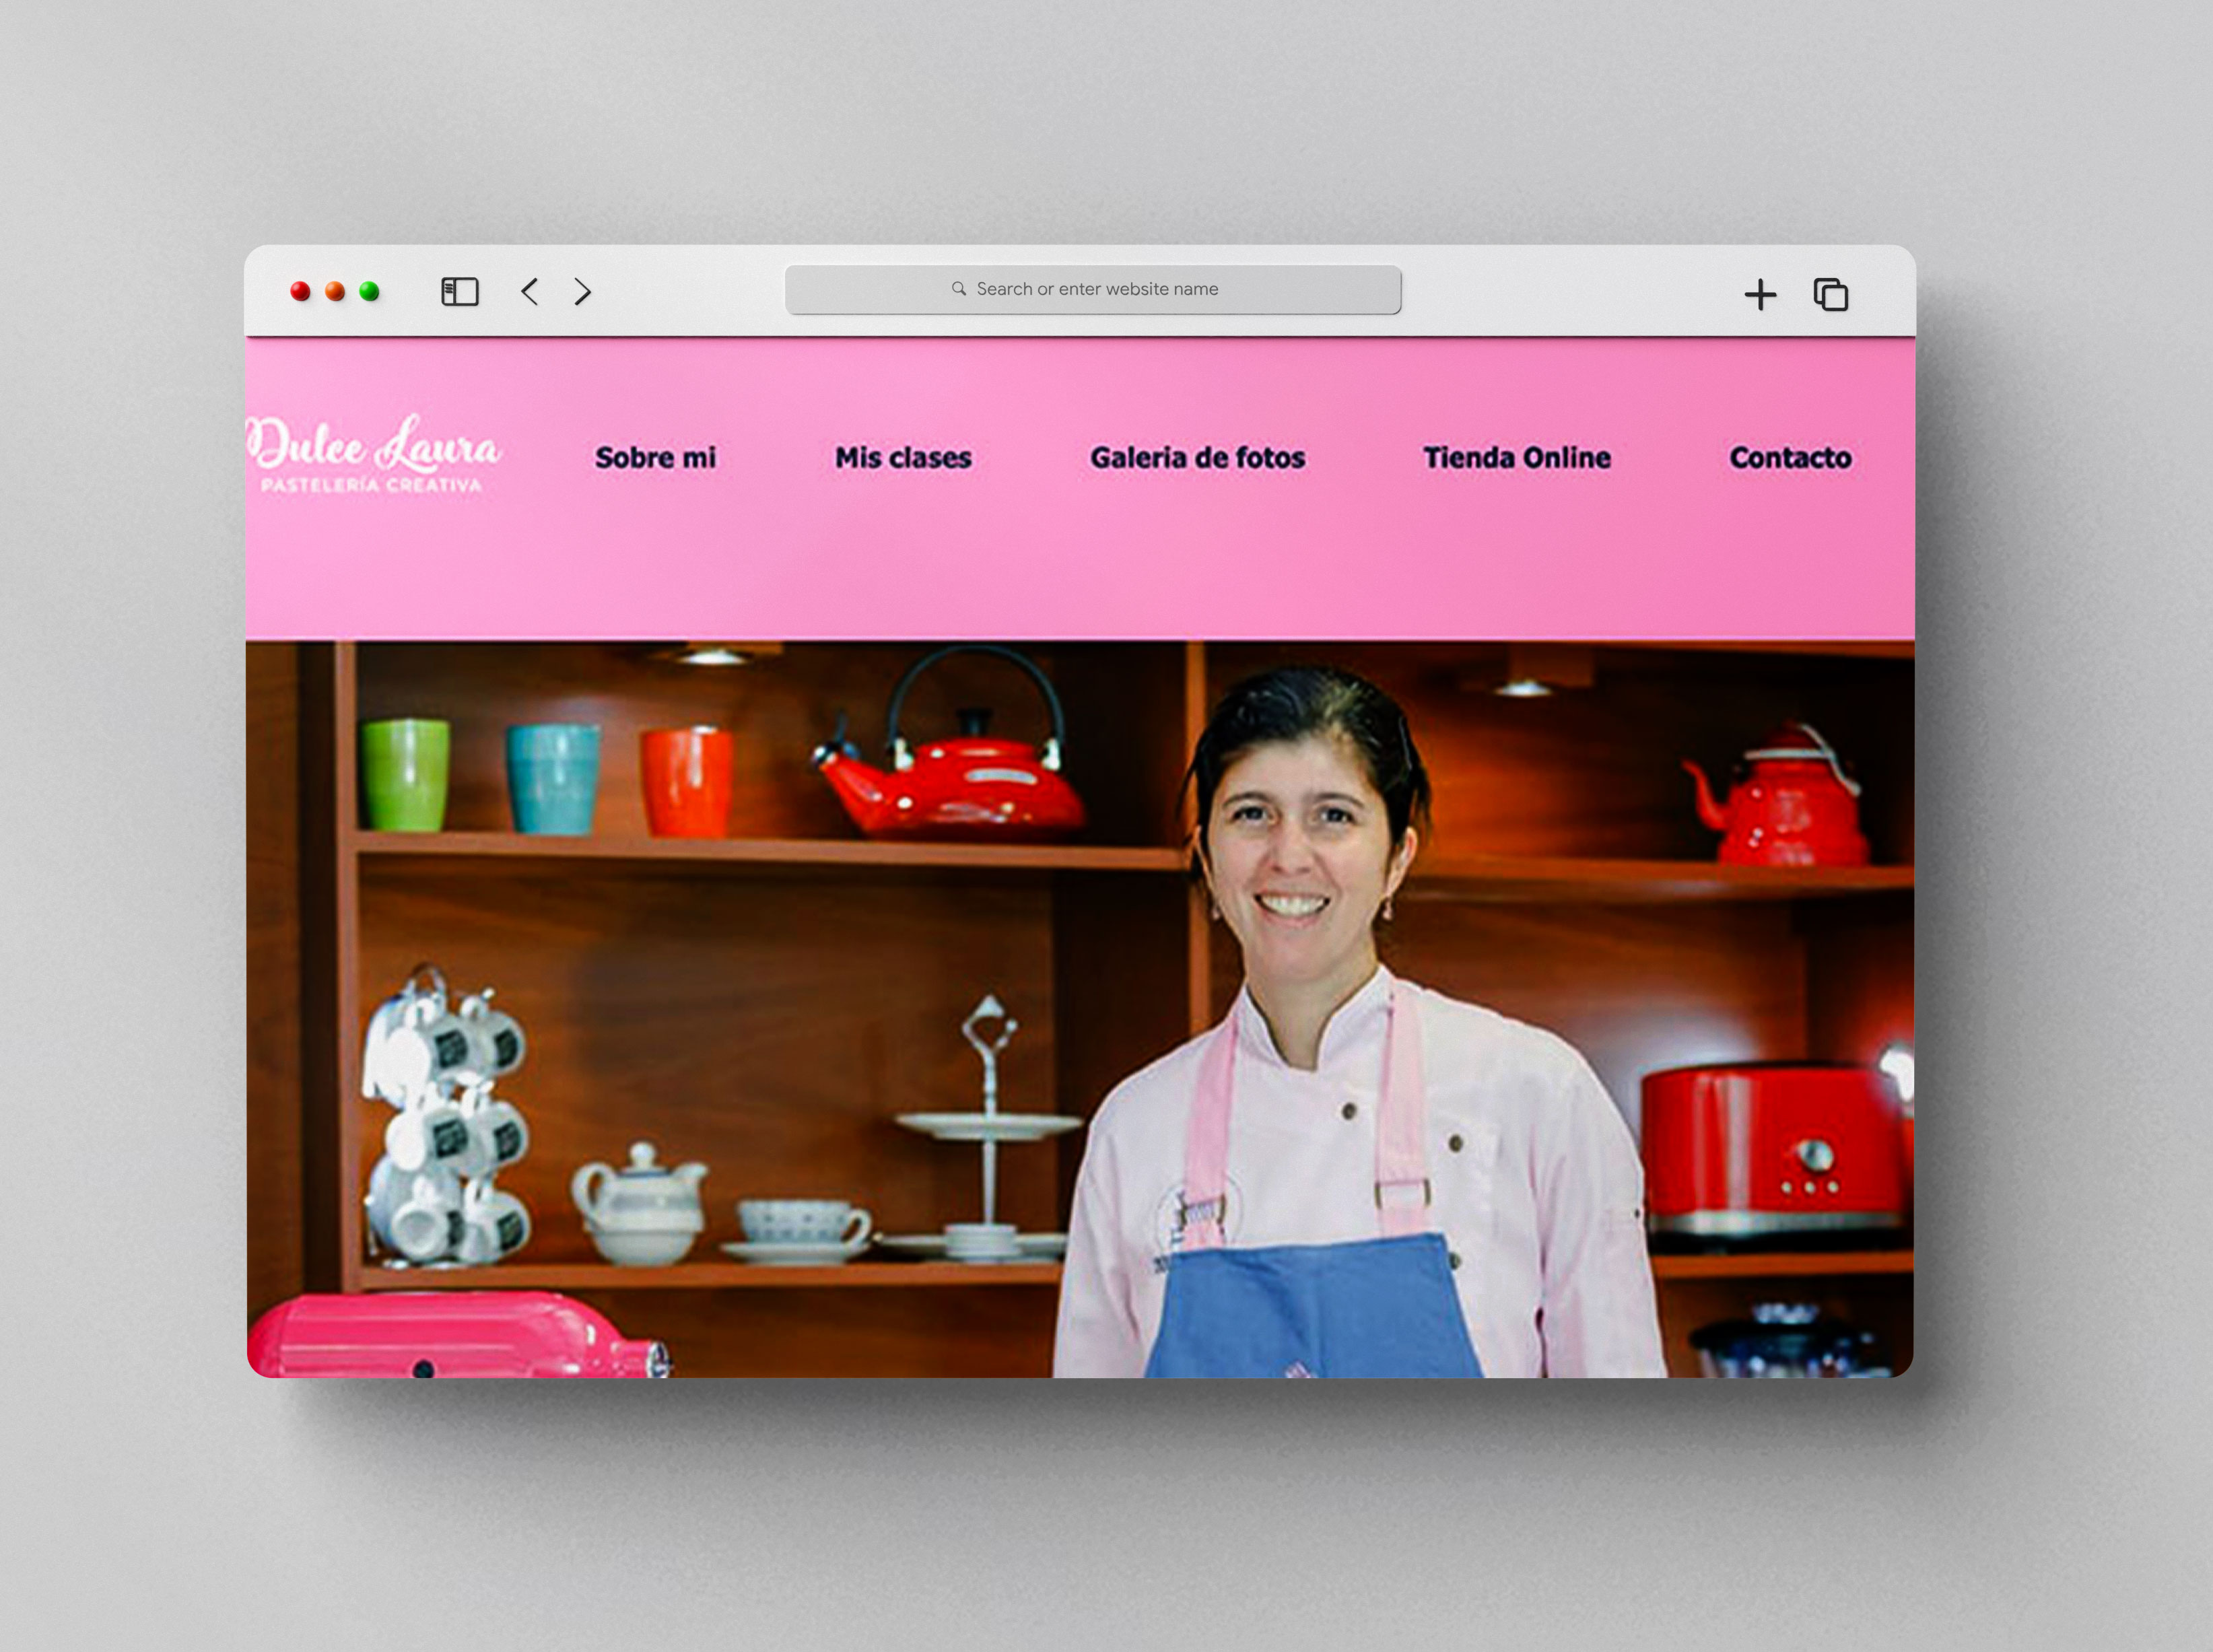 Search or enter website name
Dulce Laura
PASTELERÍA CREATIVA
Sobre mi
Mis clases
Galeria de fotos
Tienda Online
Contacto